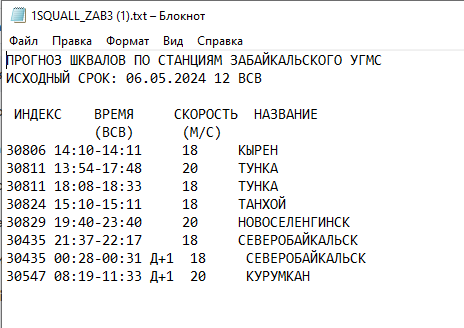 1SQUALL_ZAB3 (1).txt – Блокнот
Файл Правка Формат Вид Справка
ПРОГНОЗ ШКВАЛОВ ПО СТАНЦИЯМ ЗАБАЙКАЛЬСКОГО УГМС
ИСХОДНЫЙ СРОК: 06.05.2024 12 ВСВ
ИНДЕКС ВРЕМЯ СКОРОСТЬ НАЗВАНИЕ
(ВСВ) (М/С)
30806 14:10-14:11 18 КЫРЕН
30811 13:54-17:48 20 ТУНКА
30811 18:08-18:33 18 ТУНКА
30824 15:10-15:11 18 ТАНХОЙ
30829 19:40-23:40 20 НОВОСЕЛЕНГИНСК
30435 21:37-22:17 18 СЕВЕРОБАЙКАЛЬСК
30435 00:28-00:31 Д+1 18 СЕВЕРОБАЙКАЛЬСК
30547 08:19-11:33 Д+1 20 КУРУМКАН